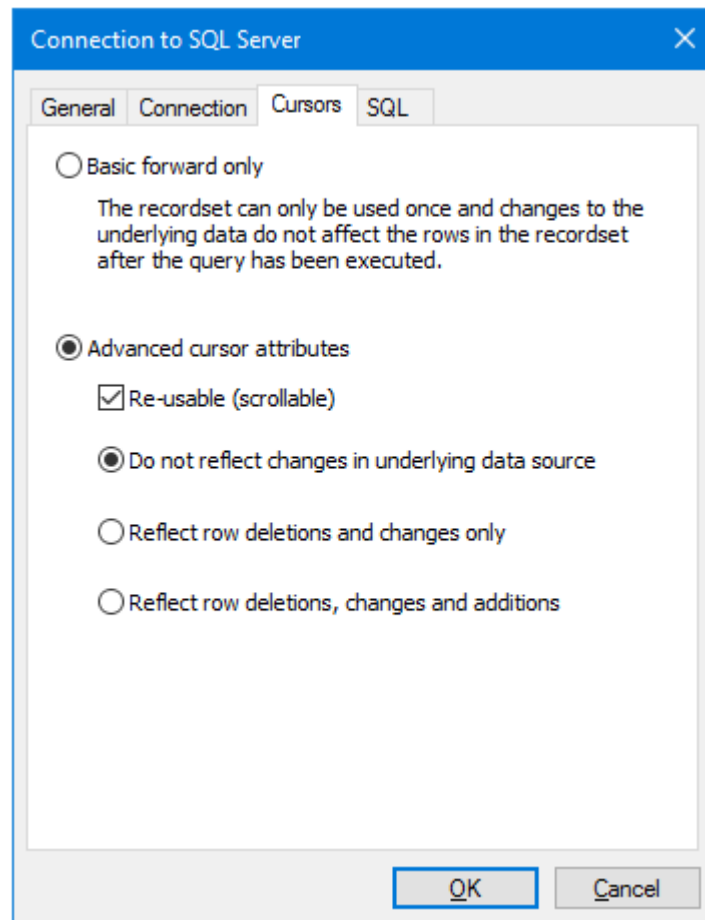 Connection to SQL Server
General Connection Cursors SQL
Basic forward only
The recordset can only be used once and changes to the
underlying data do not affect the rows in the recordset
after the query has been executed.
Advanced cursor attributes
Re-usable (scrollable)
Do not reflect changes in underlying data source
Reflect row deletions and changes only
Reflect row deletions, changes and additions
OK Cancel